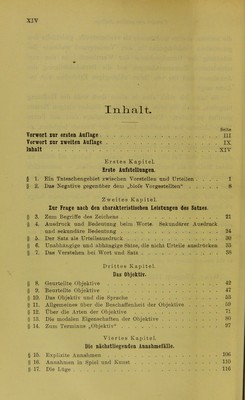 XIV
Inhalt.
Seite
Vorwort zur ersten Auflage III
Vorwort zur zweiten Auflage IX
Inhalt XIV
Erstes Kapitel.
Erste Aufstellungen.
§ 1. Ein Tatsachengebiet zwischen Vorstellen und Urteilen 1
§ 2. Das Negative gegenüber dem „bloß Vorgestellten“ 8
Zweites Kapitel.
Zur Frage nach den charakteristischen Leistungen des Satzes.
§ 3. Zum Begriffe des Zeichens 21
§ 4. Ausdruck und Bedeutung beim Worte. Sekundärer Ausdruck
und sekundäre Bedeutung 24
§ 5. Der Satz als Urteilsausdruck 30
§ 6. Unabhängige und abhängige Sätze, die nicht Urteile ausdrücken 33
§ 7. Das Verstehen bei Wort und Satz 38
Drittes Kapitel.
Das Objektiv.
§ 8. Geurteilte Objektive 42
§ 9. Beurteilte Objektive 47
§ 10. Das Objektiv und die Sprache 53
§ 11. Allgemeines über die Beschaffenheit der Objektive 59
§ 12. Über die Arten der Objektive 71
§ 13. Die modalen Eigenschaften der Objektive 80
§ 14. Zum Terminus „Objektiv“ 97
Viertes Kapitel.
Die nächstliegenden Annahmefälle.
§ 15. Explizite Annahmen 106
§ 16. Annahmen in Spiel und Kunst 110
§ 17. Die Lüge 116